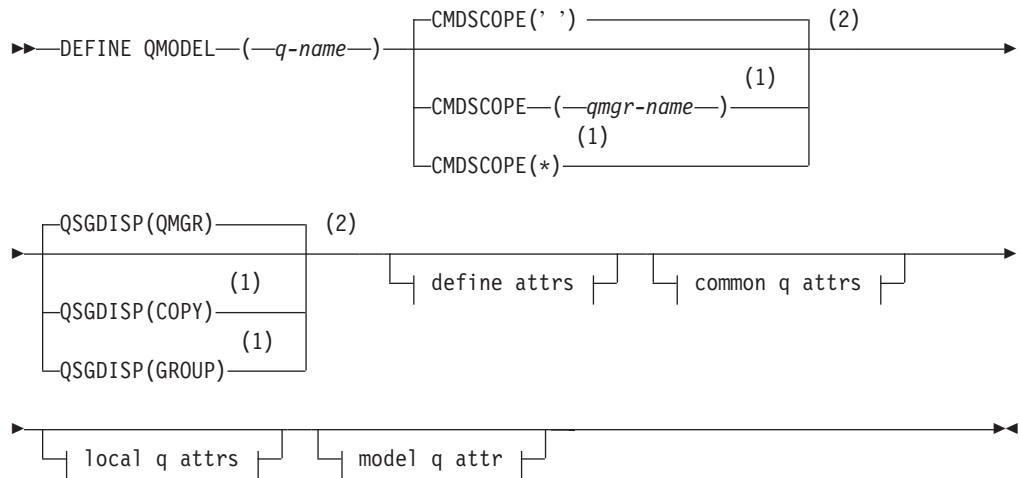 CMDSCOPE(' ') (2)
DEFINE QMODEL ( q-name )
(1)
CMDSCOPE ( qmgr-name )
(1)
CMDSCOPE(*)
QSGDISP(QMGR) (2)
define attrs common q attrs
(1)
QSGDISP(COPY)
(1)
QSGDISP(GROUP)
local q attrs model q attr